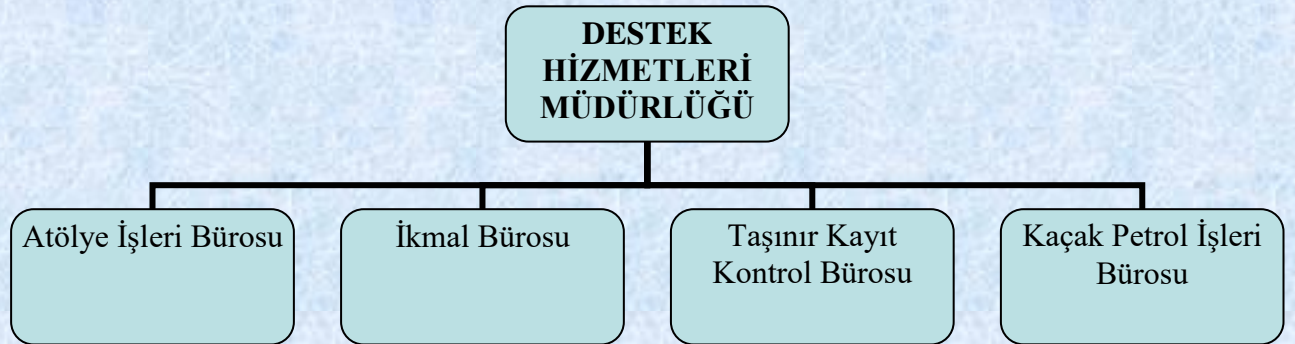 DESTEK
HİZMETLERİ
MÜDÜRLÜĞÜ
Atölye İşleri Bürosu
İkmal Bürosu
Taşınır Kayıt
Kontrol Bürosu
Kaçak Petrol İşleri
Bürosu